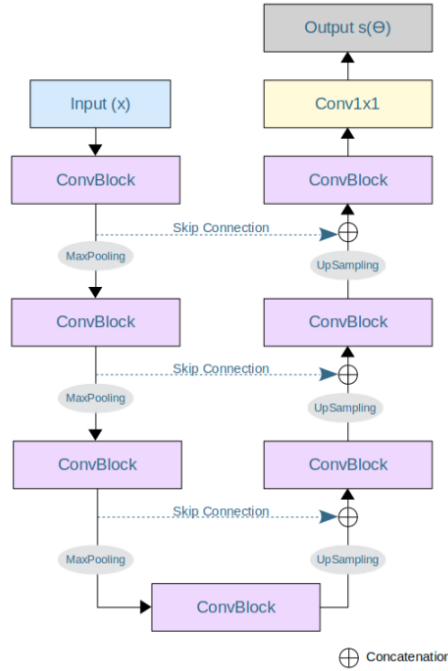 Output s(Θ)
Input (x)
Conv1x1
ConvBlock
ConvBlock
Skip Connection
MaxPooling
UpSampling
ConvBlock
ConvBlock
Skip Connection
MaxPooling
UpSampling
ConvBlock
ConvBlock
Skip Connection
MaxPooling
UpSampling
ConvBlock
Concatenation